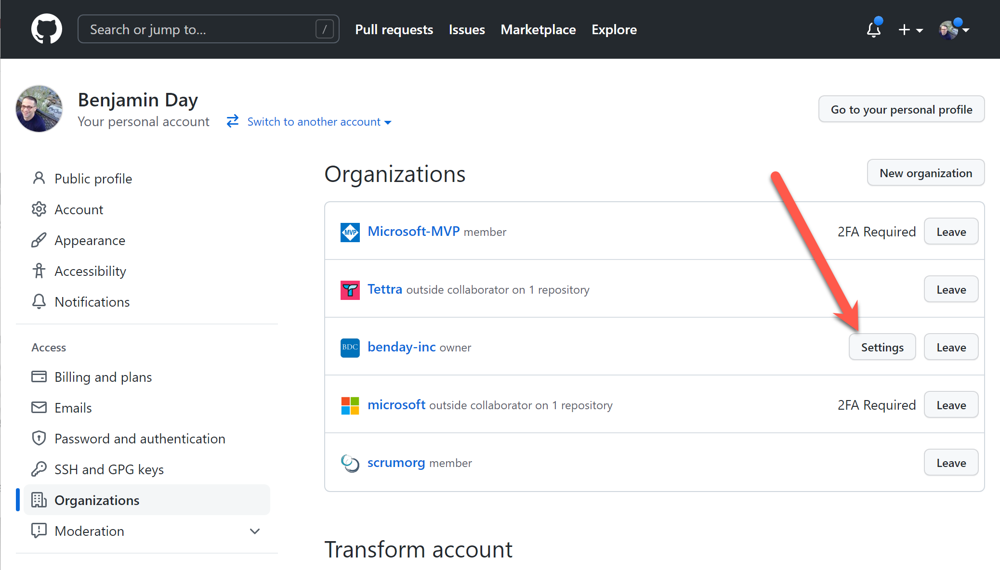 Search or jump to... / Pull requests Issues Marketplace Explore
Benjamin Day
Your personal account Switch to another account
Go to your personal profile
Public profile
Account
Appearance
Accessibility
Notifications
Access
Billing and plans
Emails
Password and authentication
SSH and GPG keys
Organizations
Moderation
Organizations
New organization
MVP Microsoft-MVP member 2FA Required Leave
Tettra outside collaborator on 1 repository Leave
BDC benday-inc owner Settings Leave
microsoft outside collaborator on 1 repository 2FA Required Leave
scrumorg member Leave
Transform account